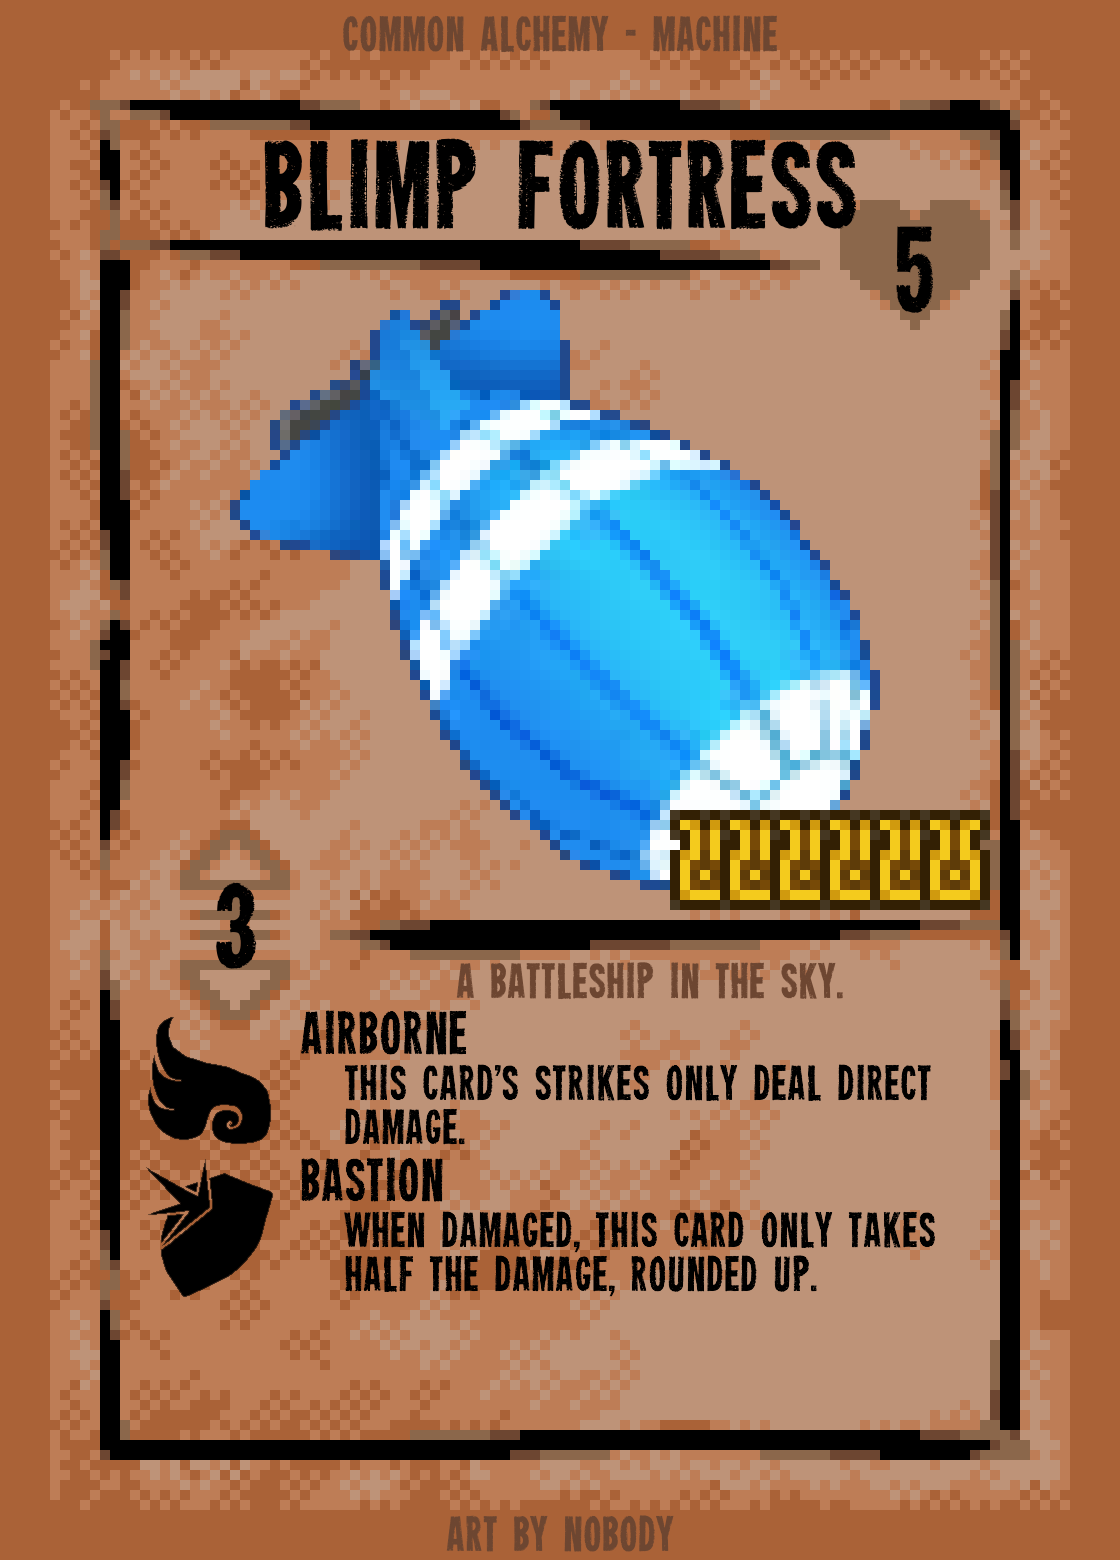 COMMON ALCHEMY - MACHINE
BLIMP FORTRESS
5
3
A BATTLESHIP IN THE SKY.
AIRBORNE
THIS CARD'S STRIKES ONLY DEAL DIRECT
DAMAGE.
BASTION
WHEN DAMAGED, THIS CARD ONLY TAKES
HALF THE DAMAGE, ROUNDED UP.
ART BY NOBODY